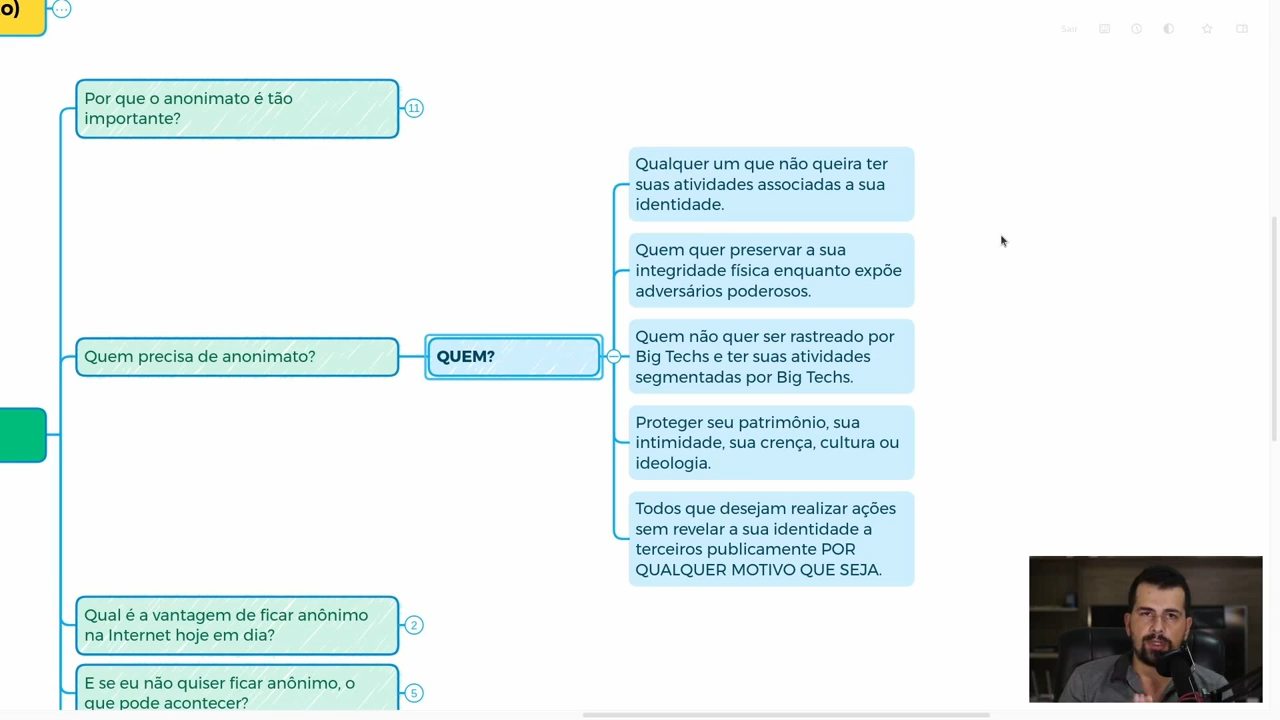 o)
Sair
Por que o anonimato é tão
importante?
11
Quem precisa de anonimato?
QUEM?
Qualquer um que não queira ter
suas atividades associadas a sua
identidade.
Quem quer preservar a sua
integridade física enquanto expõe
adversários poderosos.
Quem não quer ser rastreado por
Big Techs e ter suas atividades
segmentadas por Big Techs.
Proteger seu patrimônio, sua
intimidade, sua crença, cultura ou
ideologia.
Todos que desejam realizar ações
sem revelar a sua identidade a
terceiros publicamente POR
QUALQUER MOTIVO QUE SEJA.
Qual é a vantagem de ficar anônimo
na Internet hoje em dia?
2
E se eu não quiser ficar anônimo, o
que pode acontecer?
5